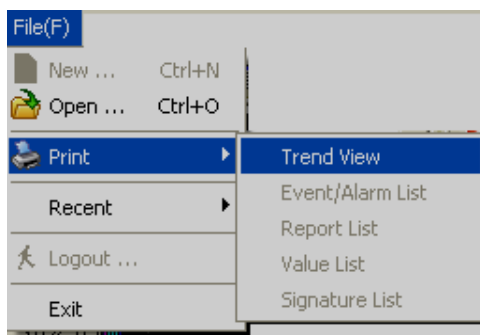 File(F)
New ... Ctrl+N
Open ... Ctrl+O
Print
Recent
Logout ...
Exit
Trend View
Event/Alarm List
Report List
Value List
Signature List